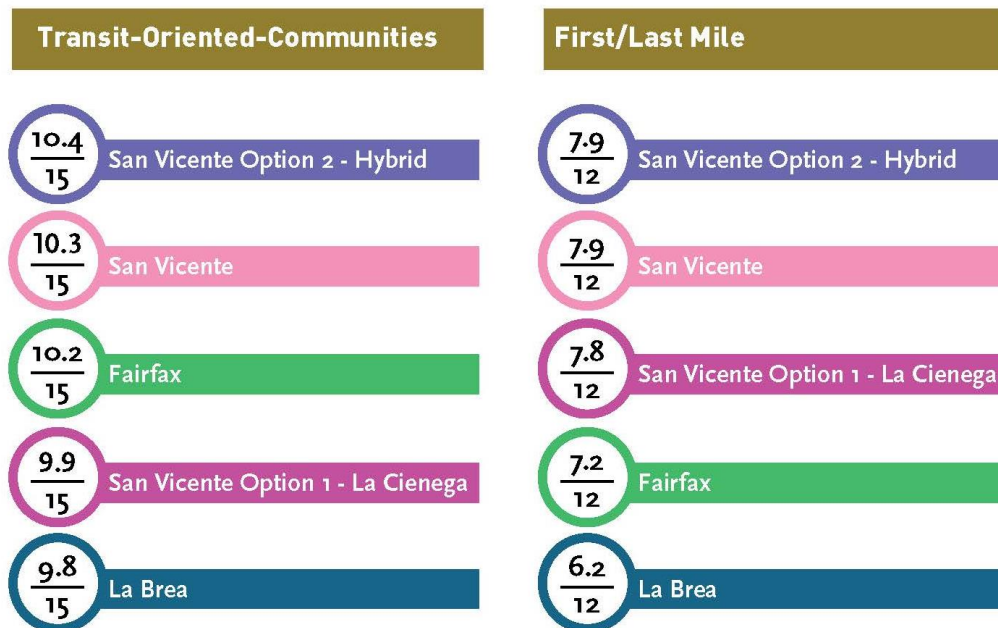 Transit-Oriented-Communities
10.4
15
San Vicente Option 2 - Hybrid
10.3
15
San Vicente
10.2
15
Fairfax
9.9
15
San Vicente Option 1 - La Cienega
9.8
15
La Brea
First/Last Mile
7.9
12
San Vicente Option 2 - Hybrid
7.9
12
San Vicente
7.8
12
San Vicente Option 1 - La Cienega
7.2
12
Fairfax
6.2
12
La Brea